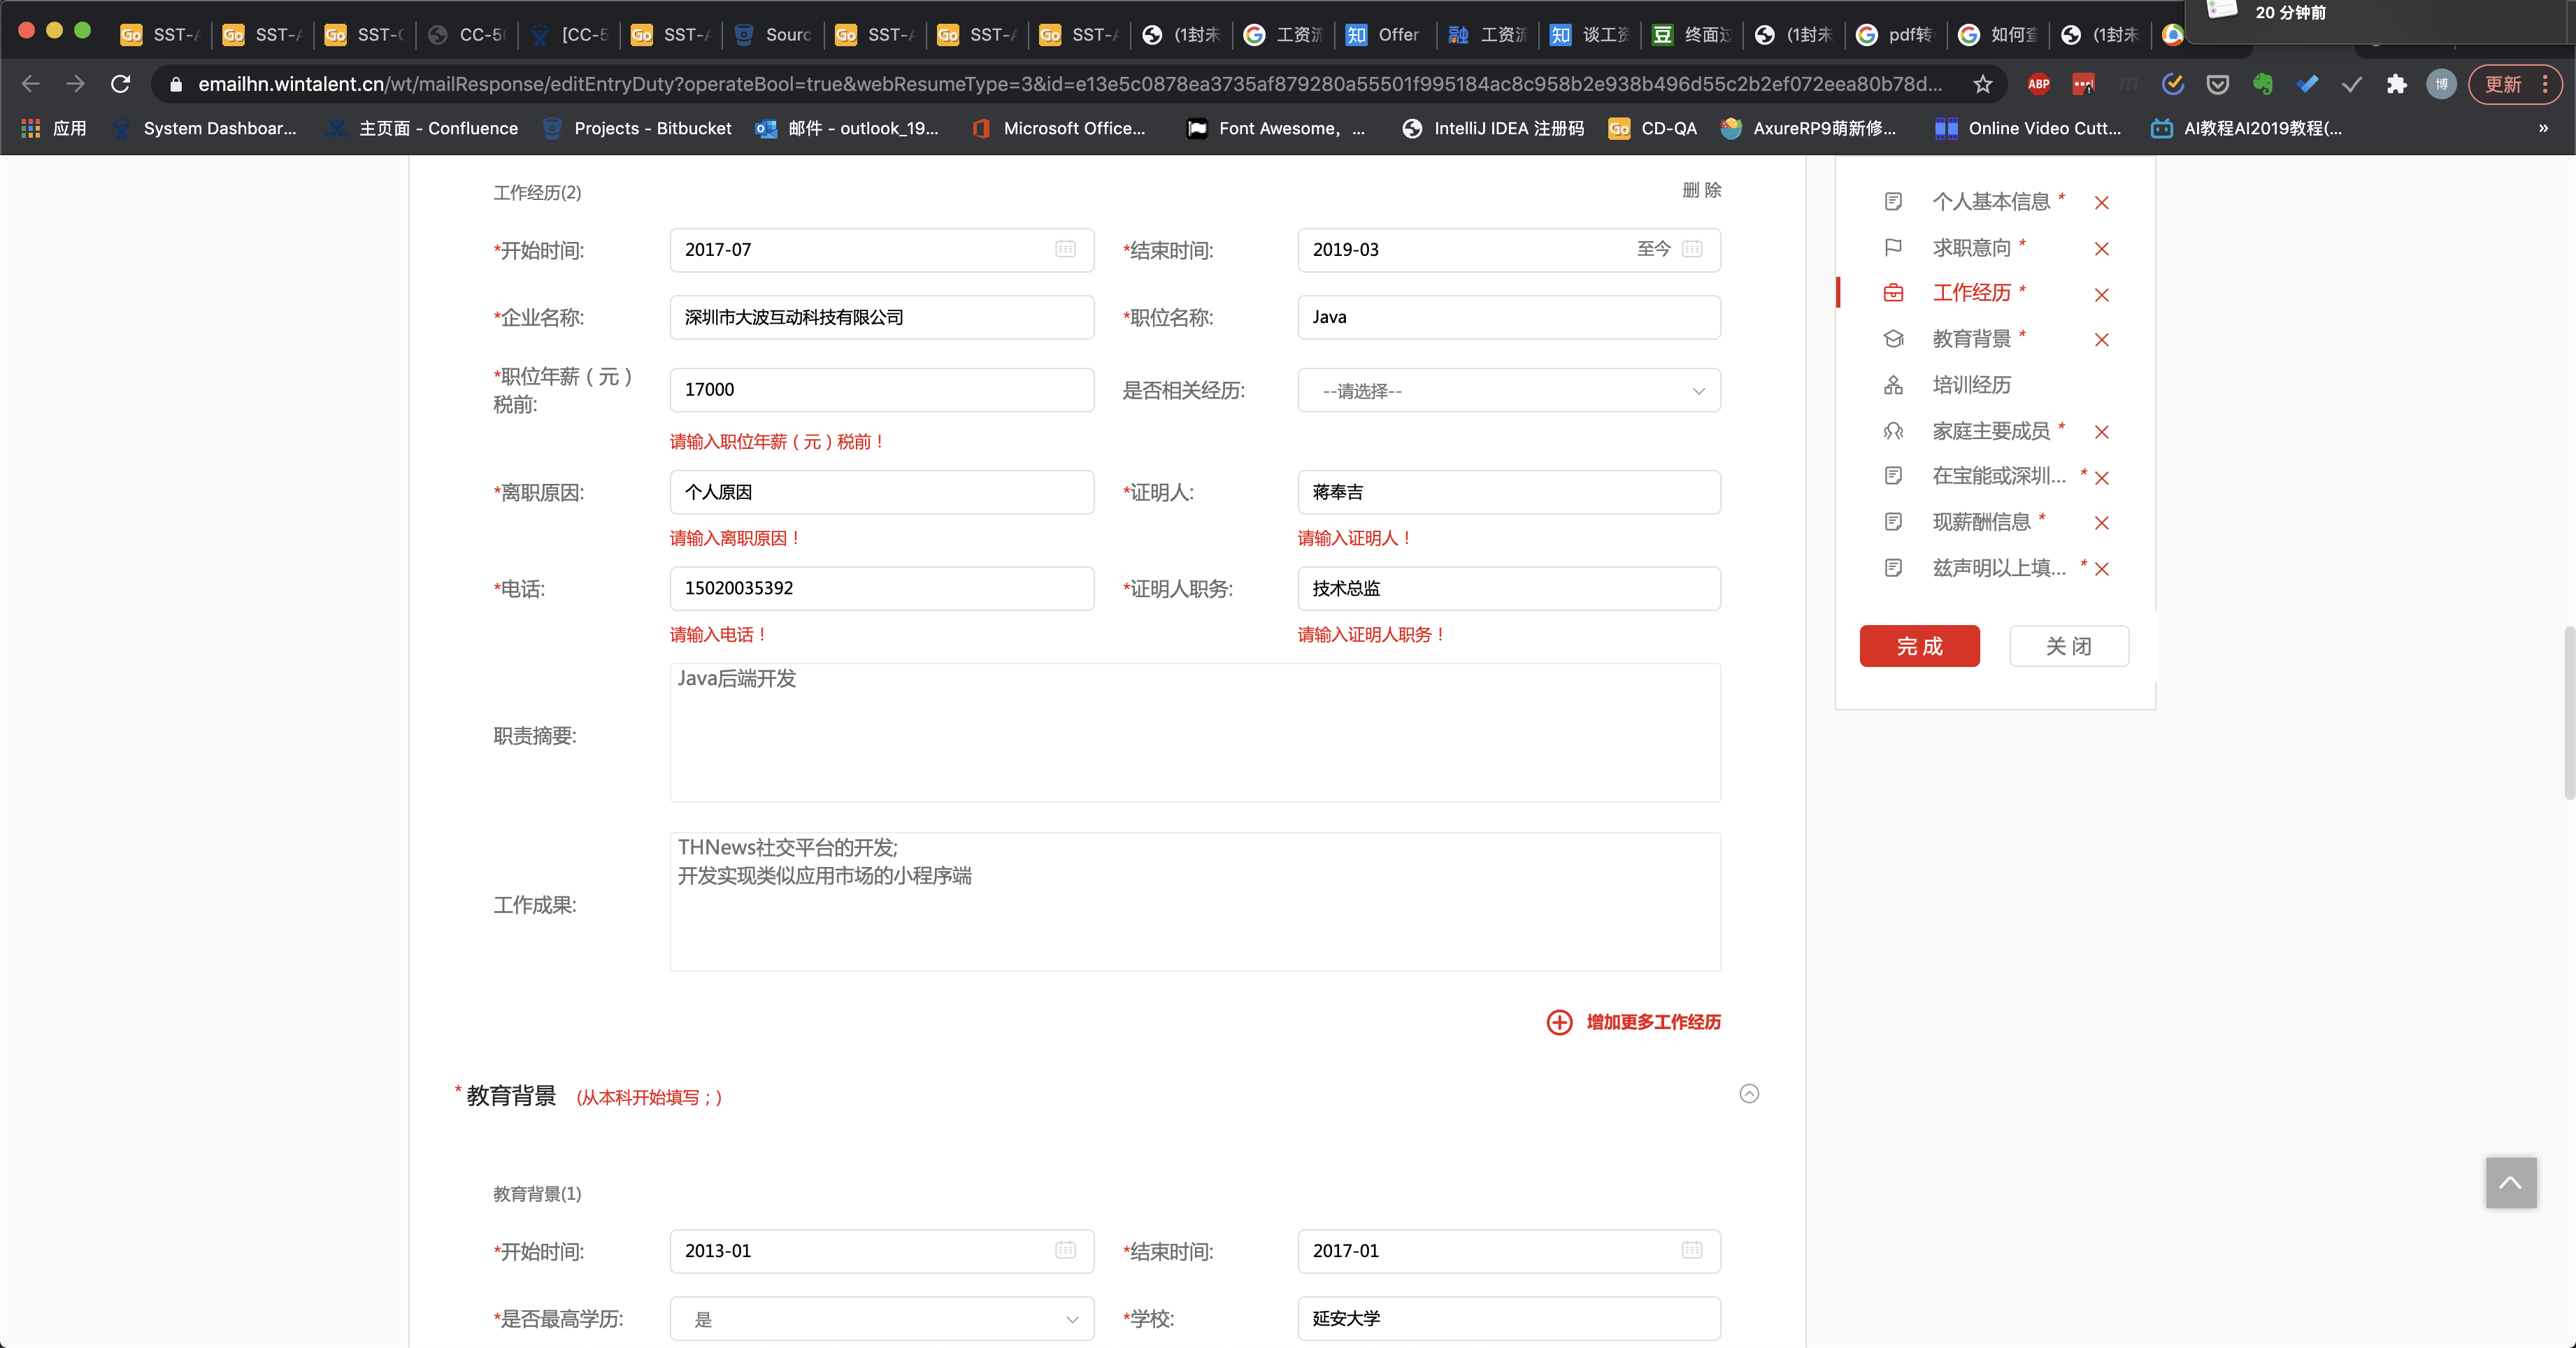 20 分钟前
SST-
SST-
SST-
CC-5
[CC-5
SST-
Sourc
SST-
SST-
SST-
(1封未
工资流
Offer
工资流
谈工资
终面过
(1封未
pdf转
如何查
(1封未
emailhn.wintalent.cn/wt/mailResponse/editEntryDuty?operateBool=true&webResumeType=3&id=e13e5c0878ea3735af879280a55501f995184ac8c958b2e938b496d55c2b2ef072eea80b78d...
ABP
博
更新
应用
System Dashboar...
主页面 - Confluence
Projects - Bitbucket
邮件 - outlook_19...
Microsoft Office...
Font Awesome, ...
IntelliJ IDEA 注册码
CD-QA
AxureRP9萌新修...
Online Video Cutt...
AI教程AI2019教程(...
»
工作经历(2)
删 除
*开始时间: 2017-07
*结束时间: 2019-03 至今
*企业名称: 深圳市大波互动科技有限公司
*职位名称: Java
*职位年薪（元）
税前: 17000
是否相关经历: --请选择--
请输入职位年薪（元）税前！
*离职原因: 个人原因
*证明人: 蒋奉吉
请输入离职原因！
请输入证明人！
*电话: 15020035392
*证明人职务: 技术总监
请输入电话！
请输入证明人职务！
职责摘要:
Java后端开发
工作成果:
THNews社交平台的开发;
开发实现类似应用市场的小程序端
增加更多工作经历
* 教育背景 (从本科开始填写；)
教育背景(1)
*开始时间: 2013-01
*结束时间: 2017-01
*是否最高学历: 是
*学校: 延安大学
个人基本信息 *
求职意向 *
工作经历 *
教育背景 *
培训经历
家庭主要成员 *
在宝能或深圳... *
现薪酬信息 *
兹声明以上填... *
完 成
关 闭